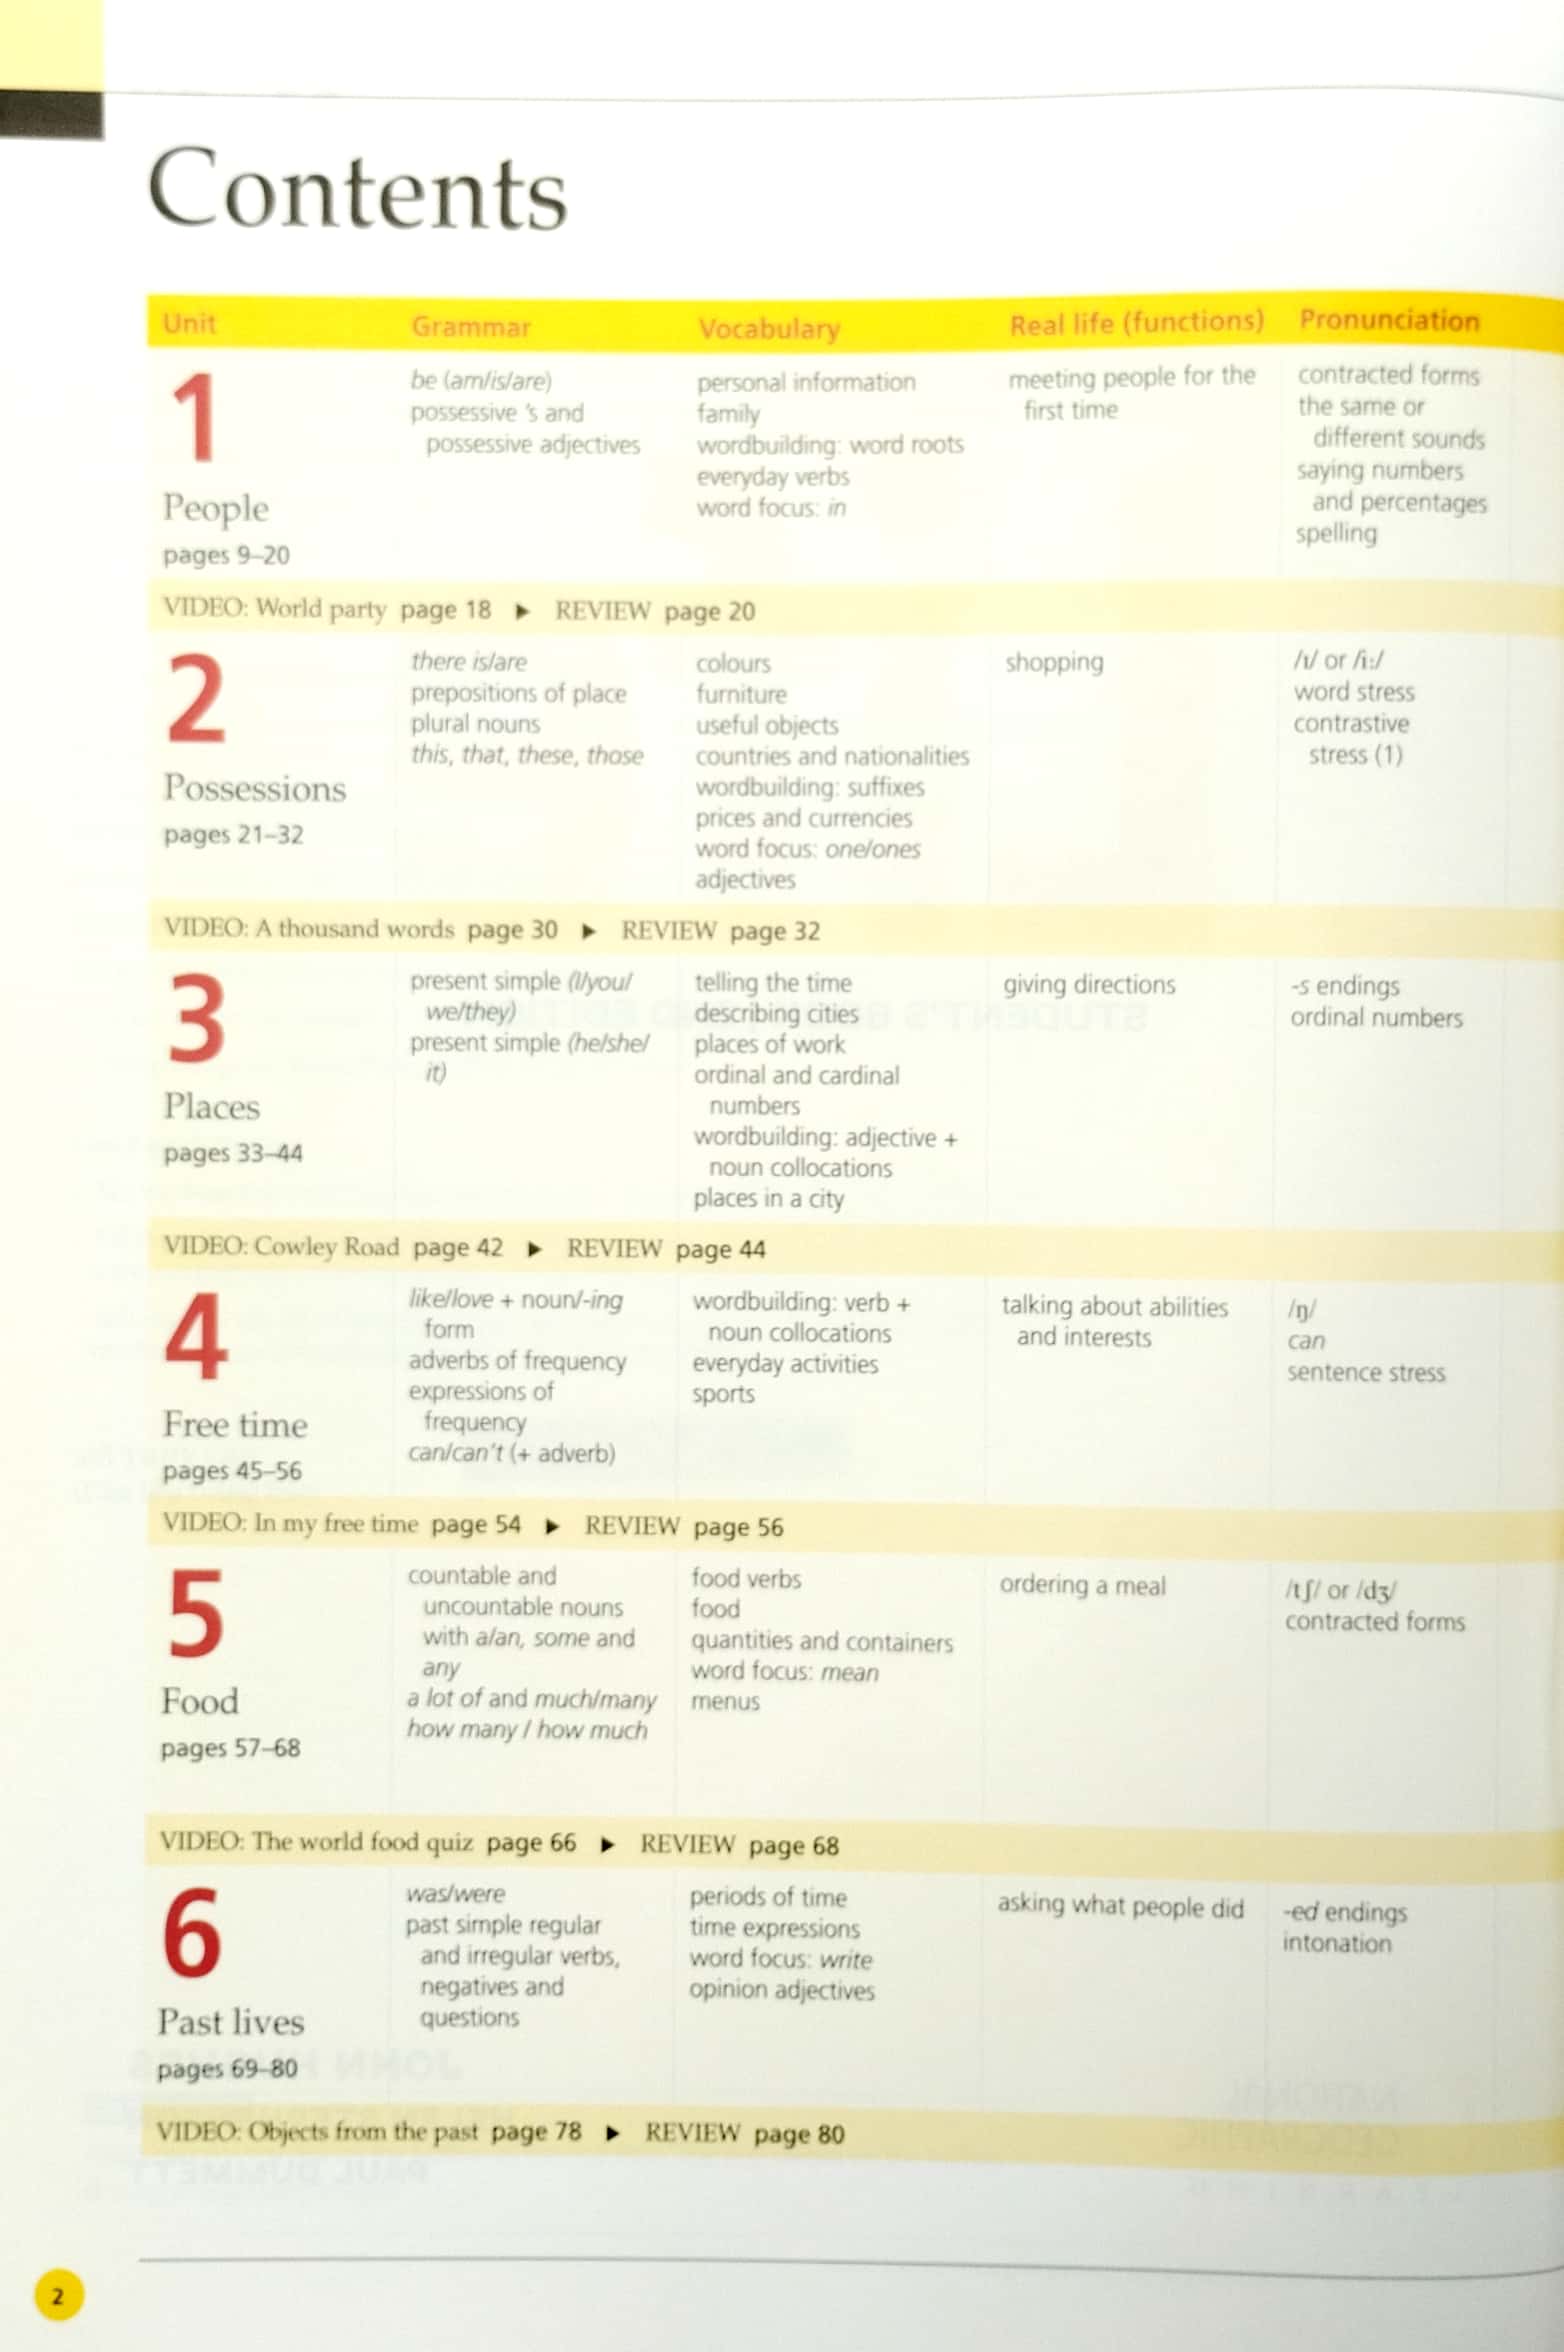 Contents
Unit Grammar Vocabulary Real life (functions) Pronunciation
1
People
pages 9–20
be (am/is/are)
possessive 's and
possessive adjectives
personal information
family
wordbuilding: word roots
everyday verbs
word focus: in
meeting people for the
first time
contracted forms
the same or
different sounds
saying numbers
and percentages
spelling
VIDEO: World party page 18 ▶ REVIEW page 20
2
Possessions
pages 21–32
there is/are
prepositions of place
plural nouns
this, that, these, those
colours
furniture
useful objects
countries and nationalities
wordbuilding: suffixes
prices and currencies
word focus: one/ones
adjectives
shopping
/ɪ/ or /iː/
word stress
contrastive
stress (1)
VIDEO: A thousand words page 30 ▶ REVIEW page 32
3
Places
pages 33–44
present simple (I/you/
we/they)
present simple (he/she/
it)
telling the time
describing cities
places of work
ordinal and cardinal
numbers
wordbuilding: adjective +
noun collocations
places in a city
giving directions
-s endings
ordinal numbers
VIDEO: Cowley Road page 42 ▶ REVIEW page 44
4
Free time
pages 45–56
like/love + noun/-ing
form
adverbs of frequency
expressions of
frequency
can/can't (+ adverb)
wordbuilding: verb +
noun collocations
everyday activities
sports
talking about abilities
and interests
/ŋ/
can
sentence stress
VIDEO: In my free time page 54 ▶ REVIEW page 56
5
Food
pages 57–68
countable and
uncountable nouns
with a/an, some and
any
a lot of and much/many
how many / how much
food verbs
food
quantities and containers
word focus: mean
menus
ordering a meal
/tʃ/ or /dʒ/
contracted forms
VIDEO: The world food quiz page 66 ▶ REVIEW page 68
6
Past lives
pages 69–80
was/were
past simple regular
and irregular verbs,
negatives and
questions
periods of time
time expressions
word focus: write
opinion adjectives
asking what people did
-ed endings
intonation
VIDEO: Objects from the past page 78 ▶ REVIEW page 80
2